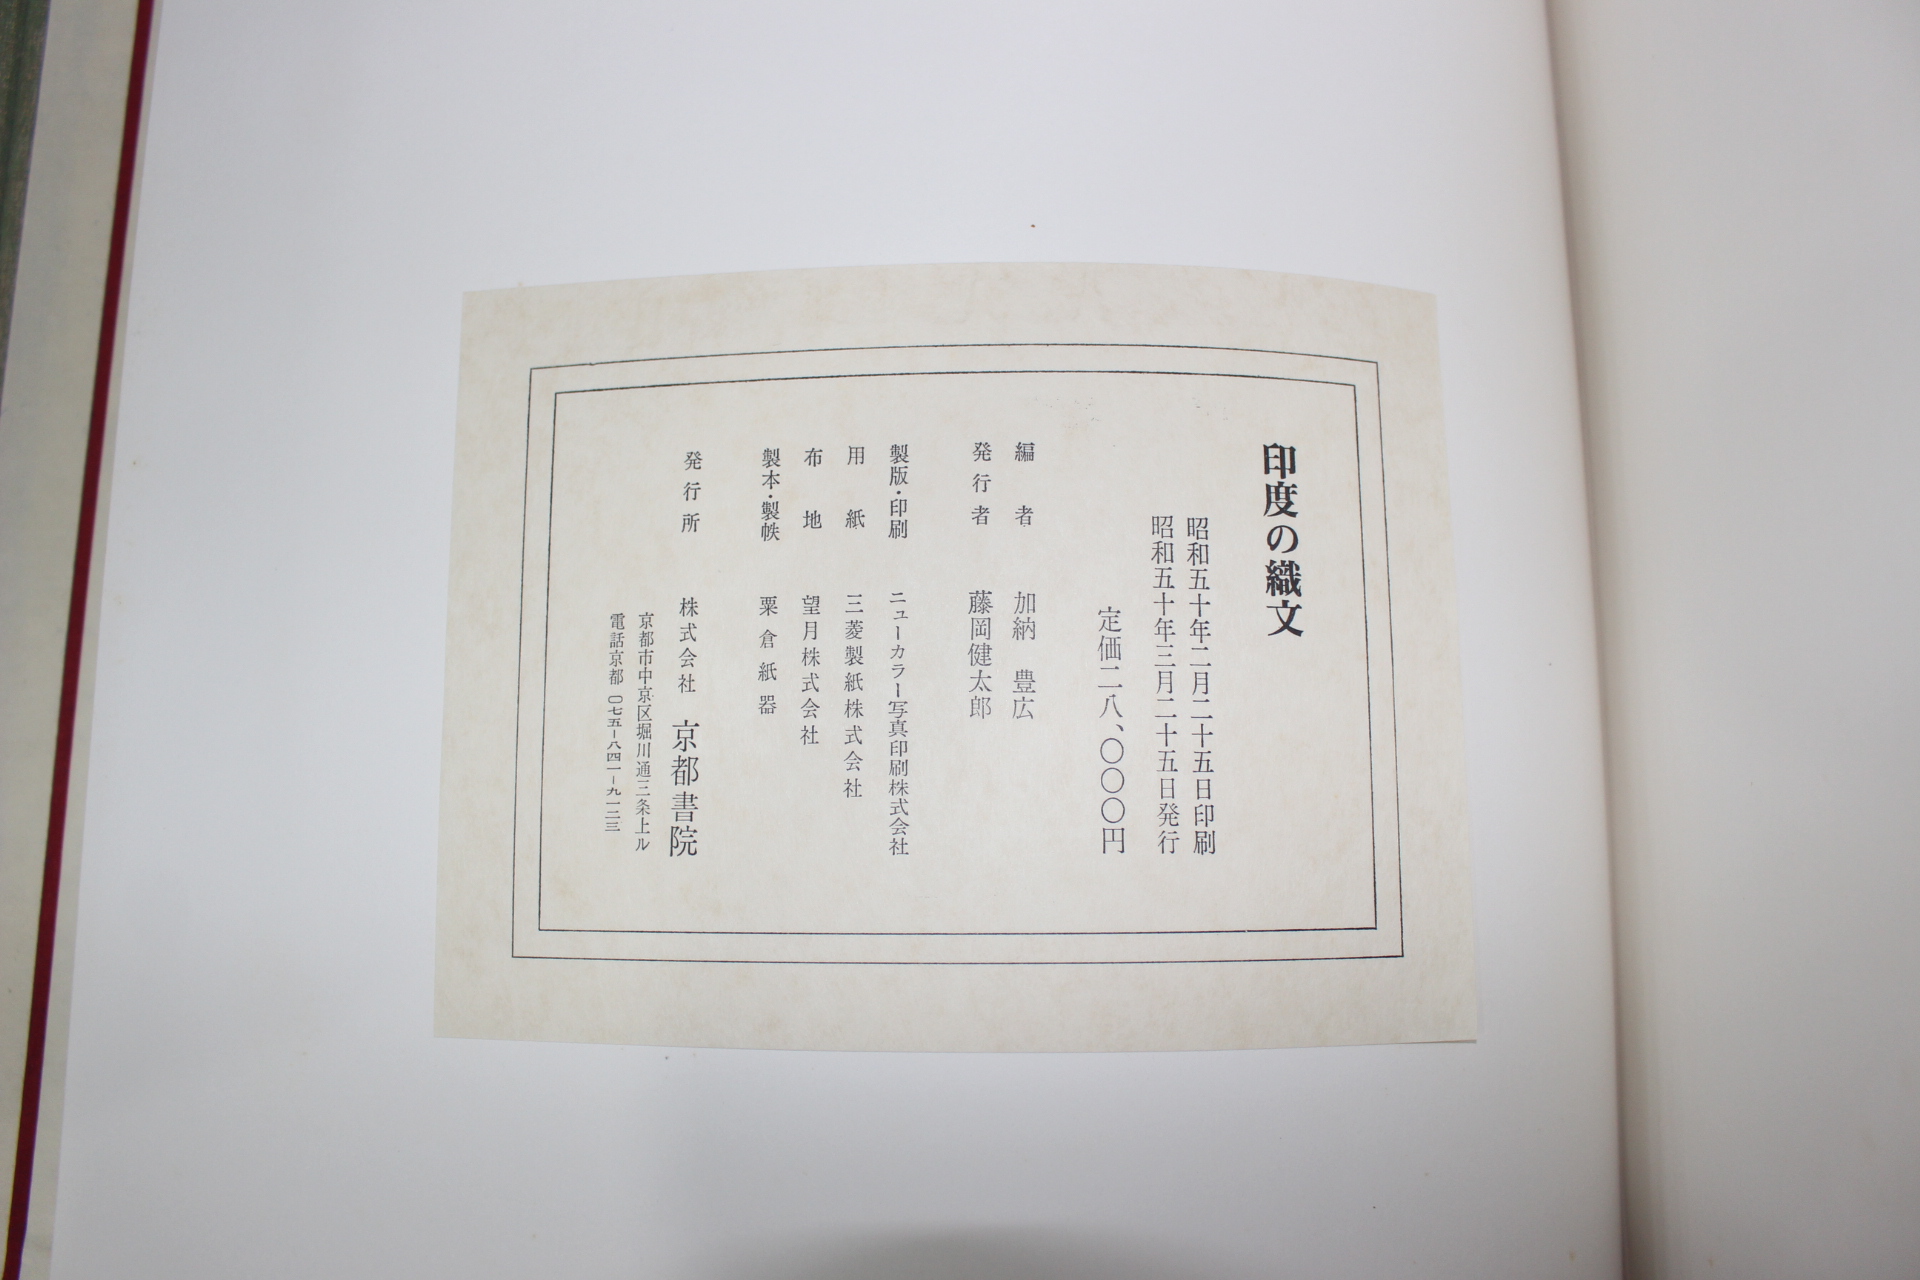 印度の織文
昭和五十年二月二十五日印刷
昭和五十年三月二十五日発行
定価二八、〇〇〇円
編者 加納 豊広
発行者 藤岡健太郎
製版・印刷 ニューカラー写真印刷株式会社
用紙 三菱製紙株式会社
布地 望月株式会社
製本・製帙 粟倉紙器
発行所 株式会社 京都書院
京都市中京区堀川通三条上ル
電話京都 〇七五―八四一―九一二三